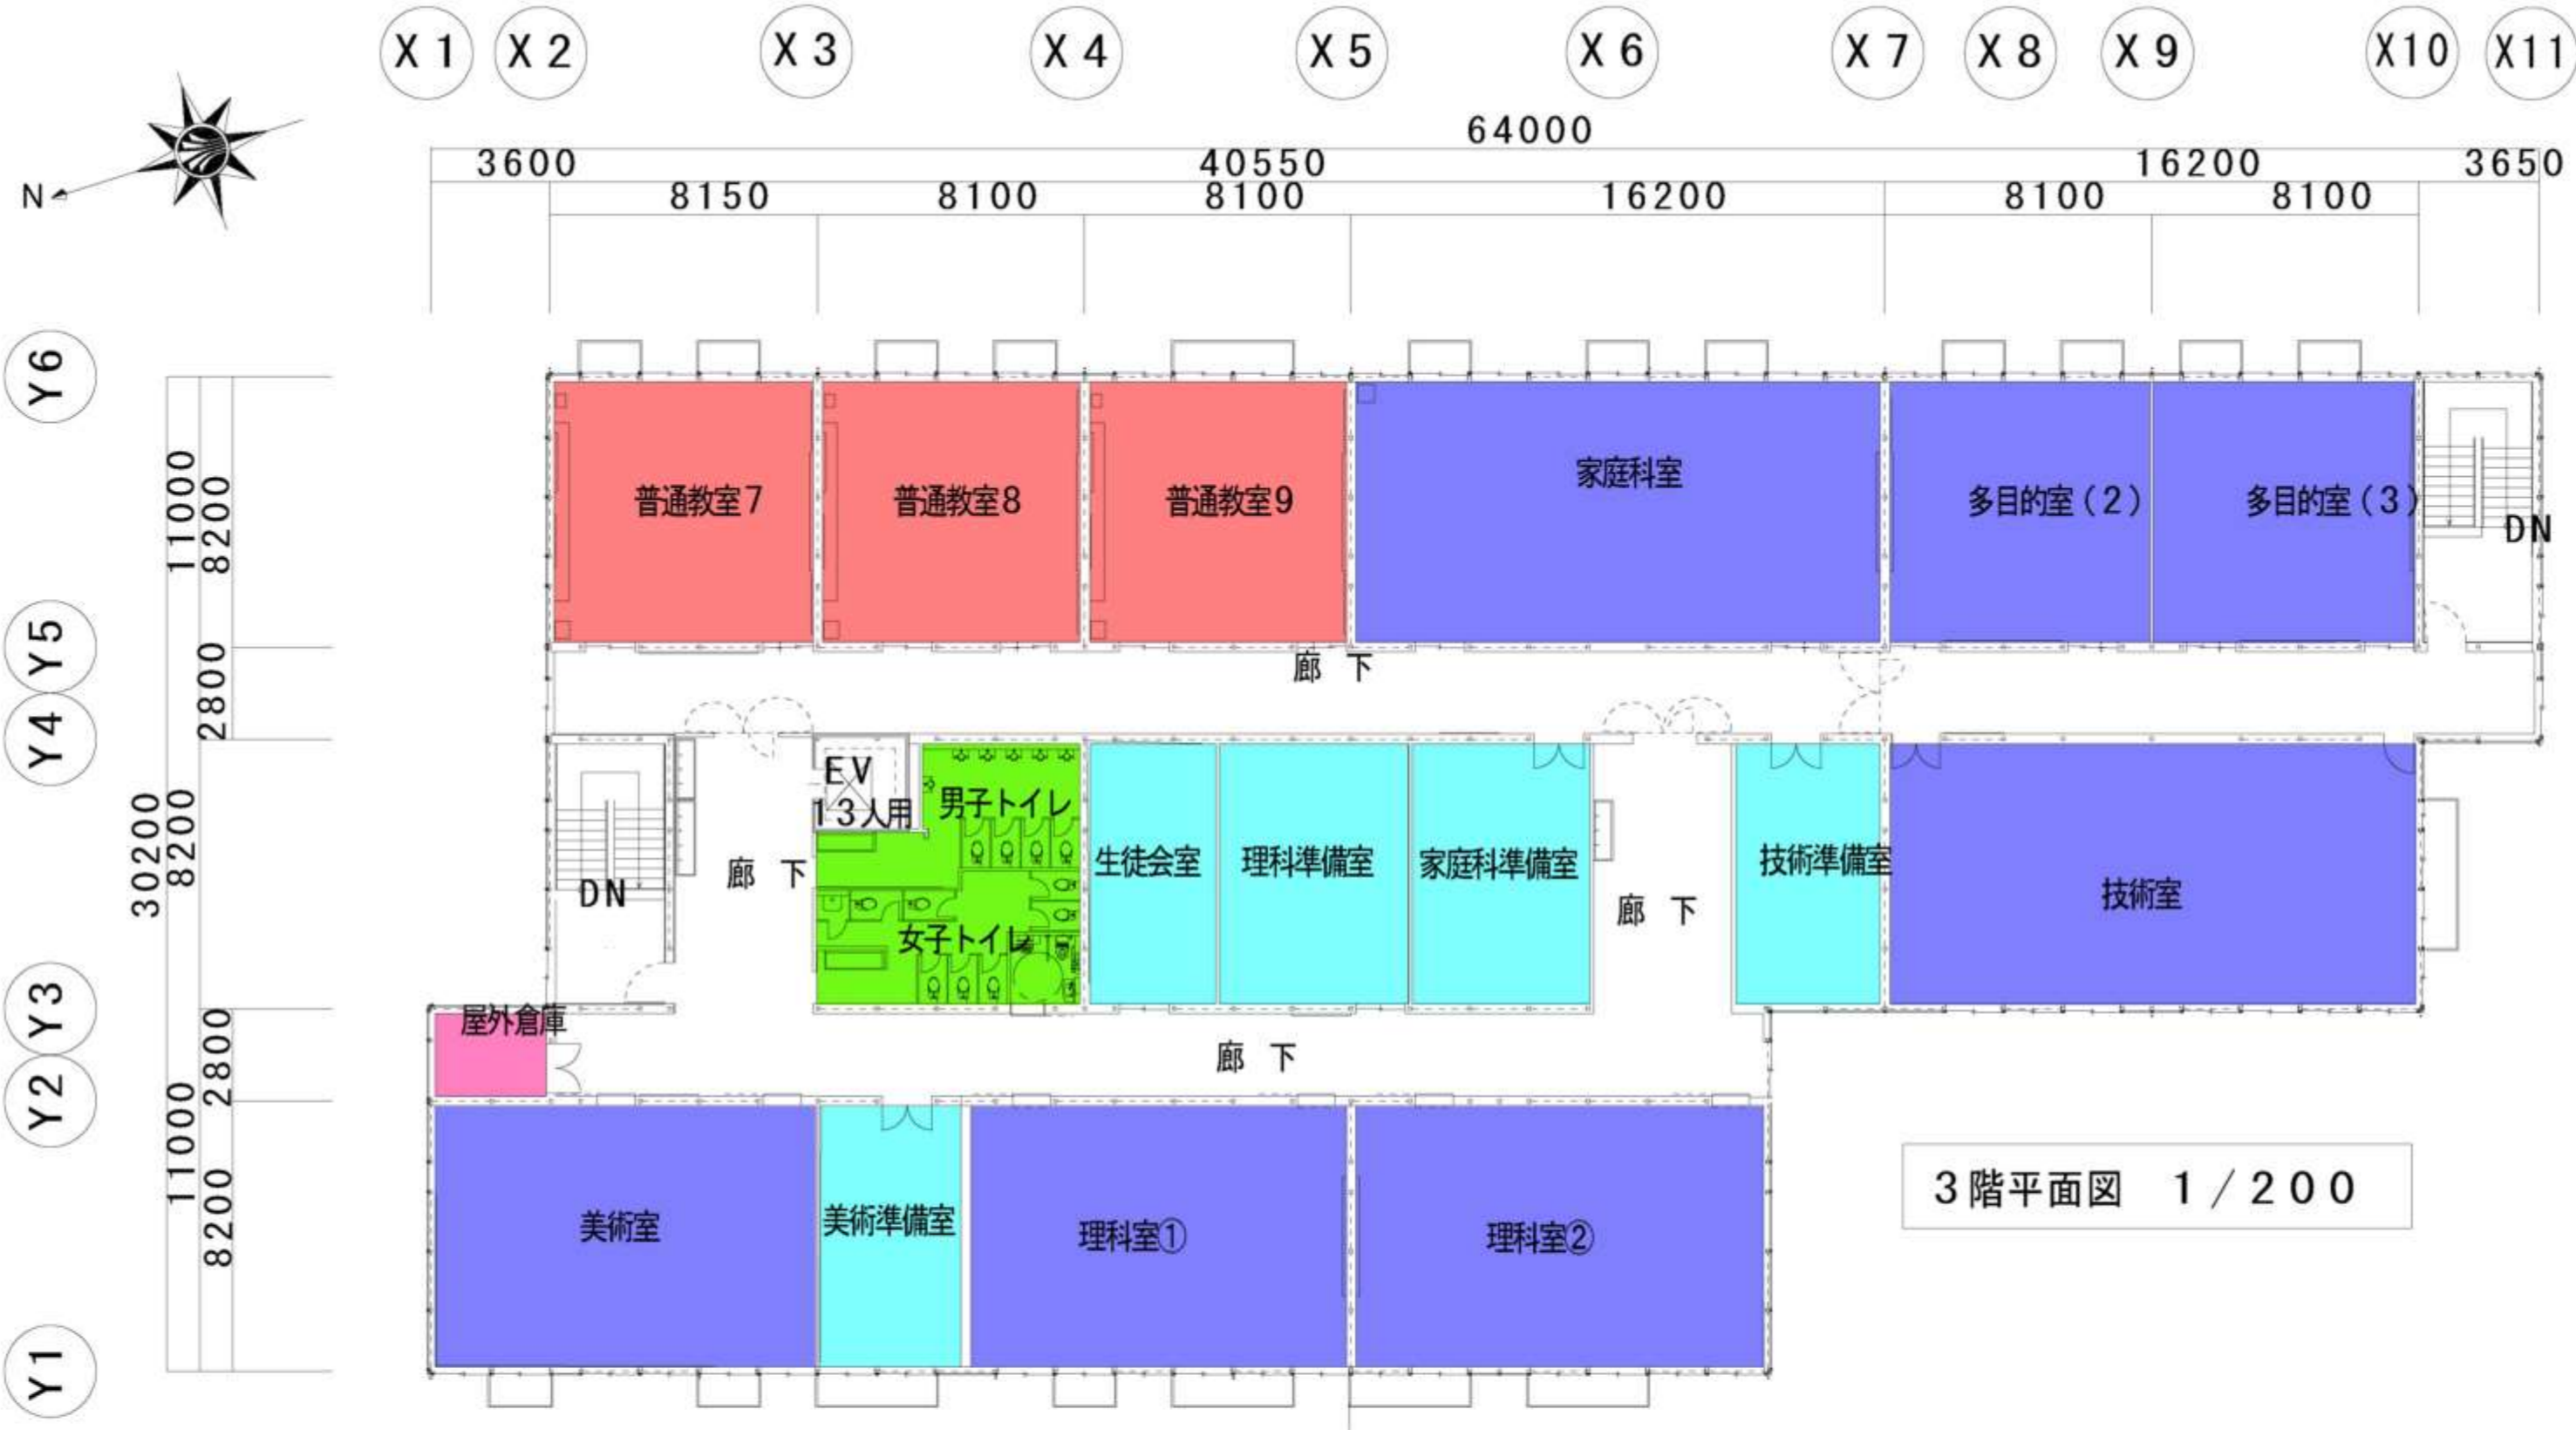 X1 X2 X3 X4 X5 X6 X7 X8 X9 X10 X11
64000
3600 40550 16200 3650
8150 8100 8100 16200 8100 8100
N
Y6
Y5
Y4
Y3
Y2
Y1
11000
8200
2800
30200
8200
2800
11000
8200
普通教室7
普通教室8
普通教室9
家庭科室
多目的室(2)
多目的室(3)
DN
廊 下
EV
13人用
男子トイレ
女子トイレ
DN
廊 下
生徒会室
理科準備室
家庭科準備室
廊 下
技術準備室
技術室
屋外倉庫
廊 下
美術室
美術準備室
理科室①
理科室②
3階平面図 1/200